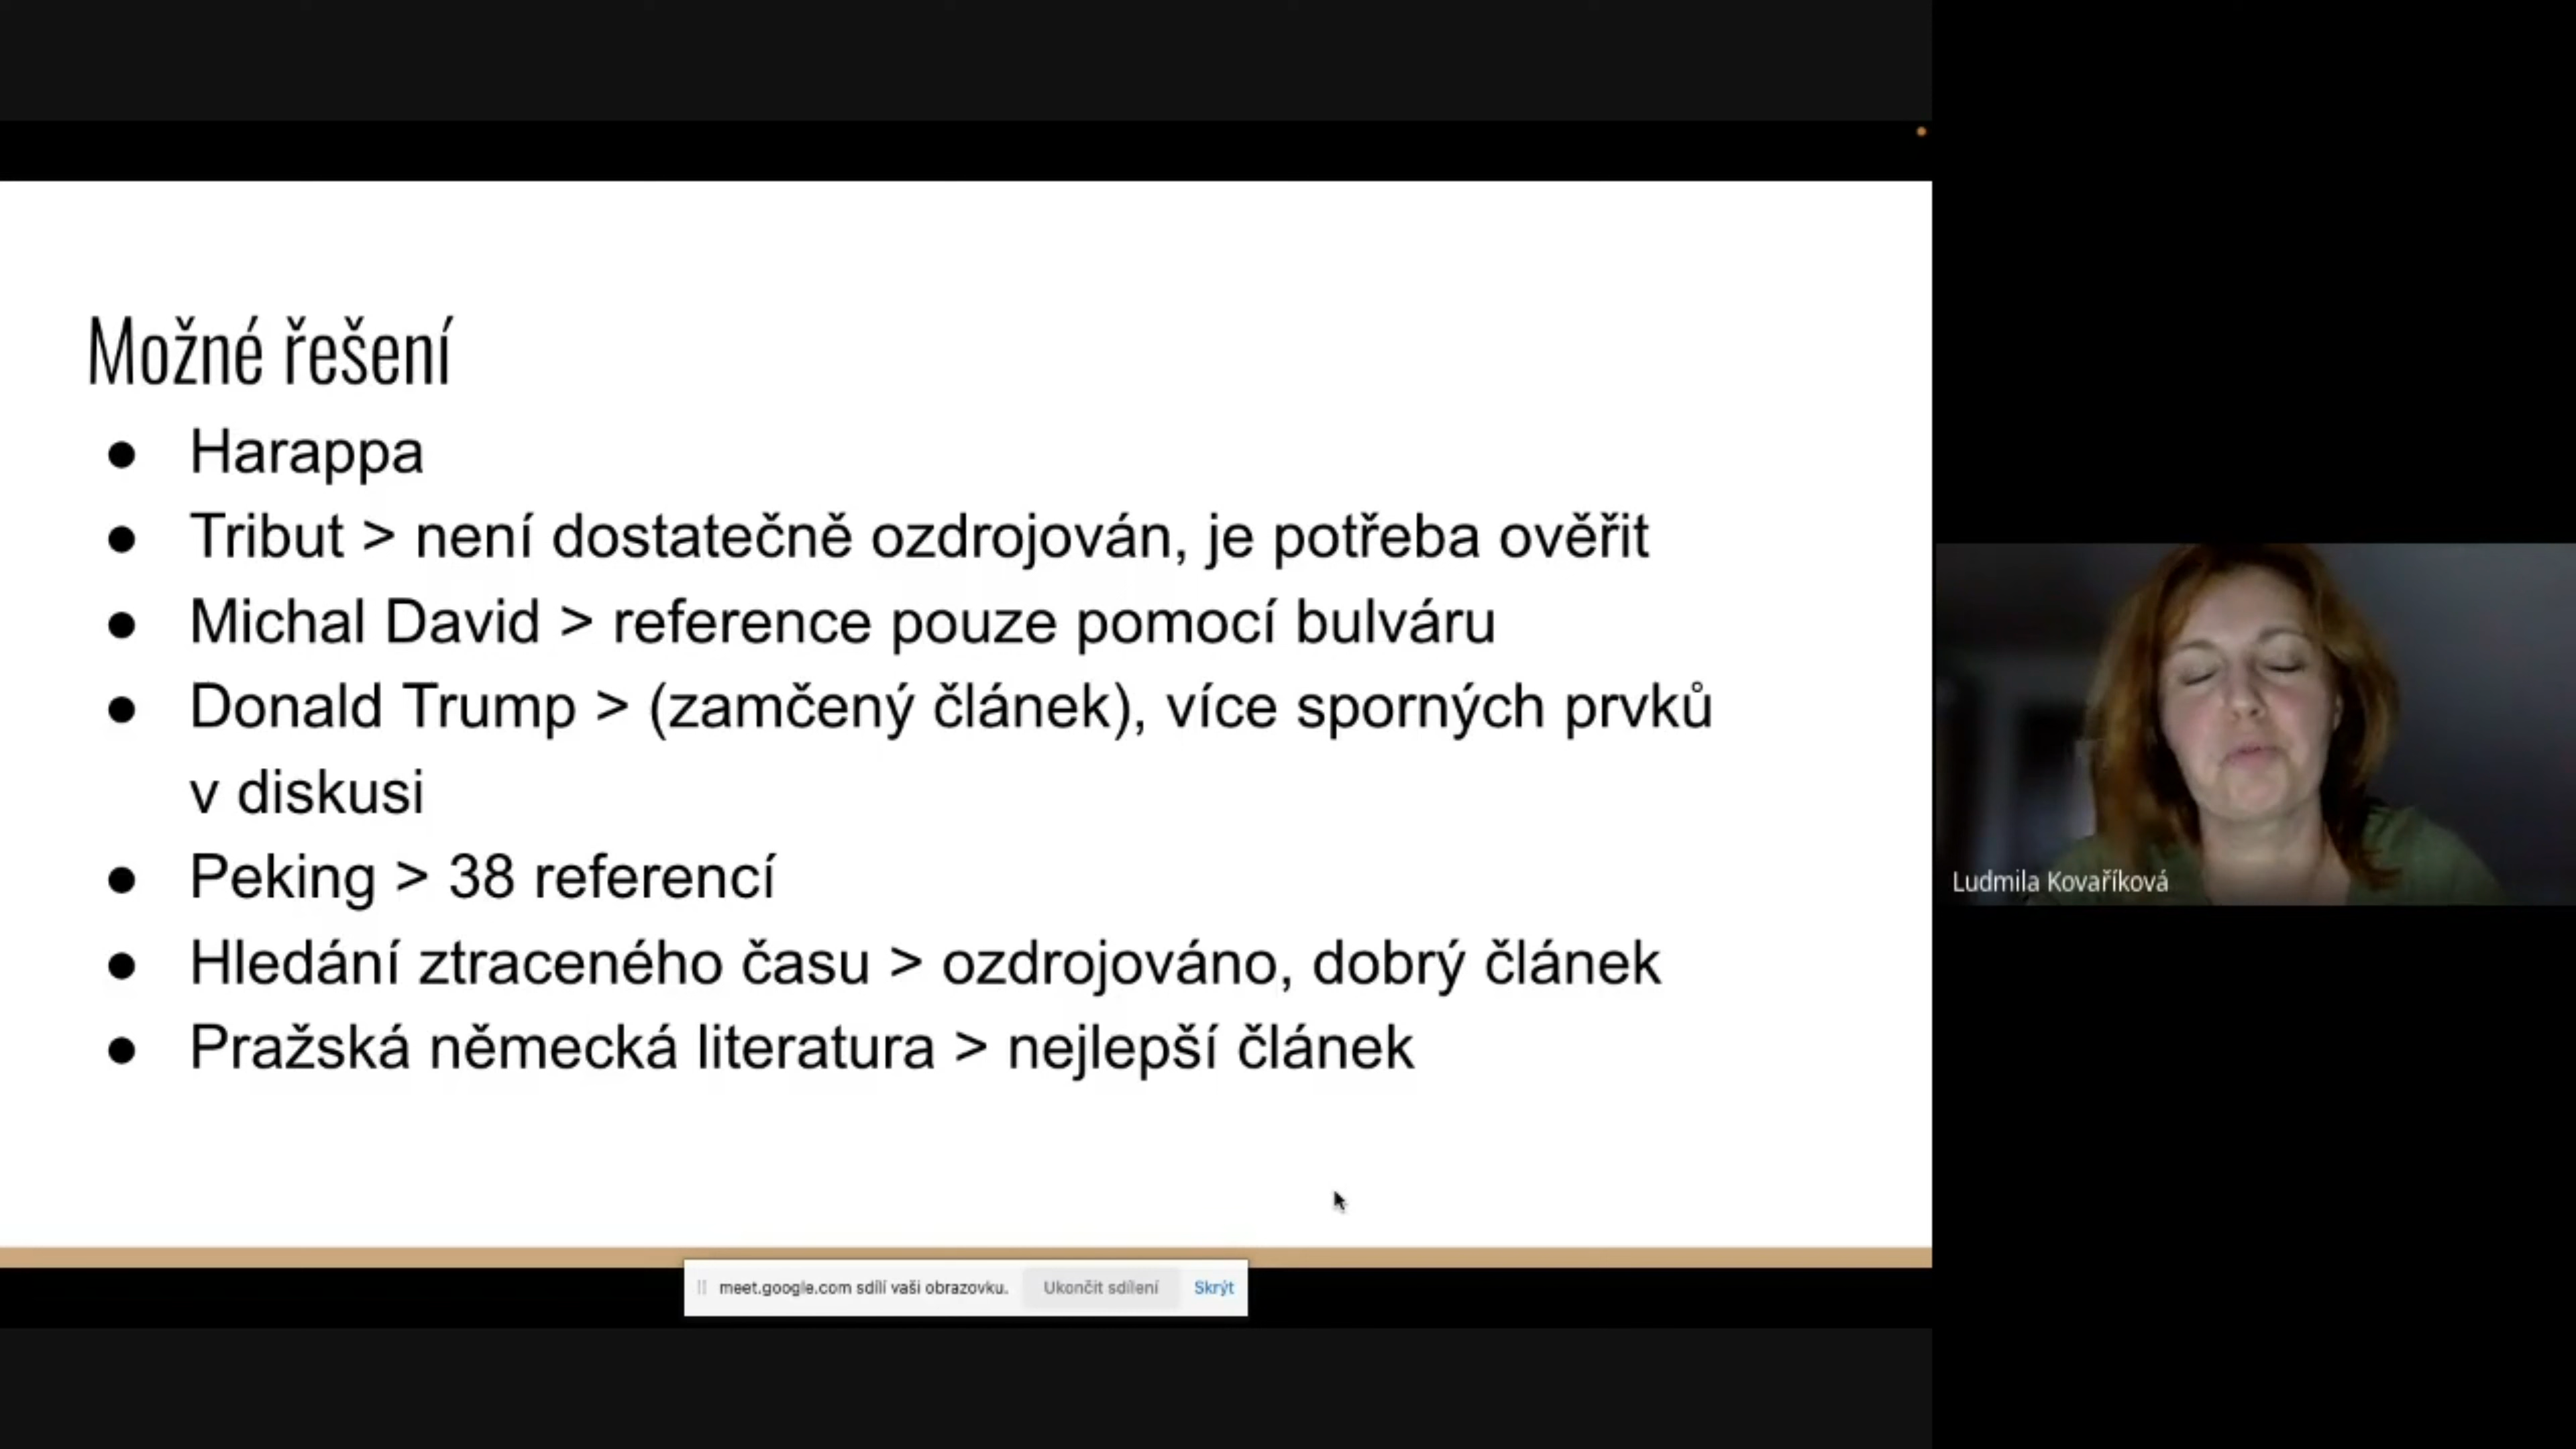 Možné řešení
● Harappa
● Tribut > není dostatečně ozdrojován, je potřeba ověřit
● Michal David > reference pouze pomocí bulváru
● Donald Trump > (zamčený článek), více sporných prvků
v diskusi
● Peking > 38 referencí
● Hledání ztraceného času > ozdrojováno, dobrý článek
● Pražská německá literatura > nejlepší článek
Ludmila Kovaříková
meet.google.com sdílí vaši obrazovku. Ukončit sdílení Skrýt